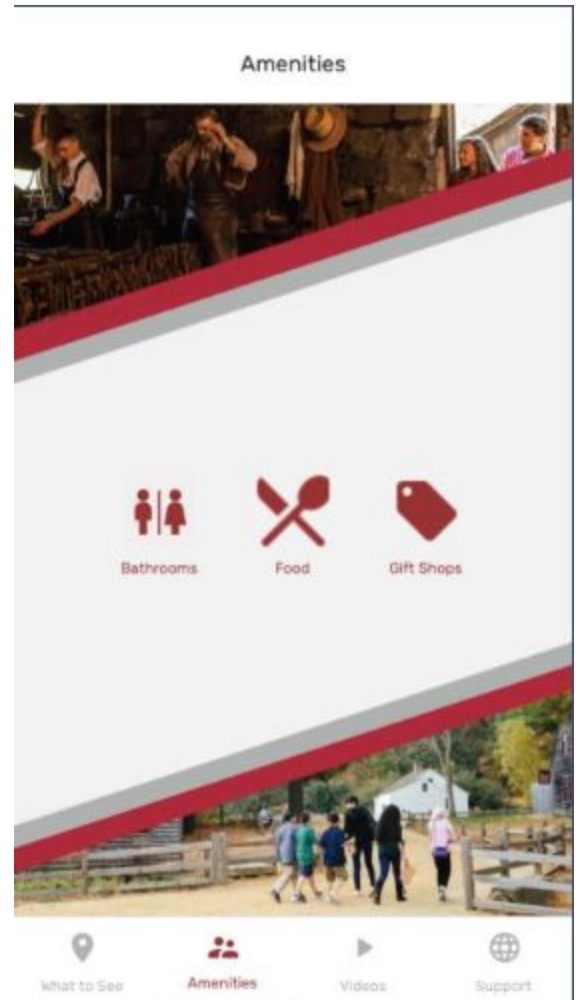 Amenities
Bathrooms Food Gift Shops
What to See Amenities Videos Support